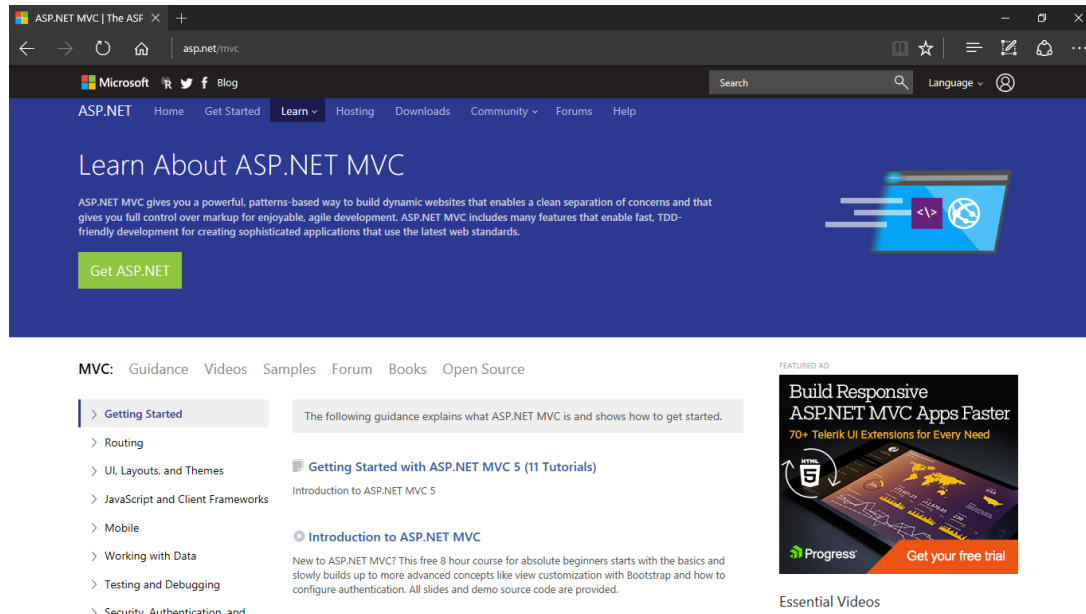 ASP.NET MVC | The ASF
asp.net/mvc
Microsoft Blog Search Language
ASP.NET Home Get Started Learn Hosting Downloads Community Forums Help
Learn About ASP.NET MVC
ASP.NET MVC gives you a powerful, patterns-based way to build dynamic websites that enables a clean separation of concerns and that
gives you full control over markup for enjoyable, agile development. ASP.NET MVC includes many features that enable fast, TDD-
friendly development for creating sophisticated applications that use the latest web standards.
Get ASP.NET
</>
MVC: Guidance Videos Samples Forum Books Open Source
Getting Started
Routing
UI, Layouts, and Themes
JavaScript and Client Frameworks
Mobile
Working with Data
Testing and Debugging
Security, Authentication, and
The following guidance explains what ASP.NET MVC is and shows how to get started.
Getting Started with ASP.NET MVC 5 (11 Tutorials)
Introduction to ASP.NET MVC 5
Introduction to ASP.NET MVC
New to ASP.NET MVC? This free 8 hour course for absolute beginners starts with the basics and
slowly builds up to more advanced concepts like view customization with Bootstrap and how to
configure authentication. All slides and demo source code are provided.
FEATURED AD
Build Responsive
ASP.NET MVC Apps Faster
70+ Telerik UI Extensions for Every Need
HTML
5
USA
Progress
Get your free trial
Essential Videos